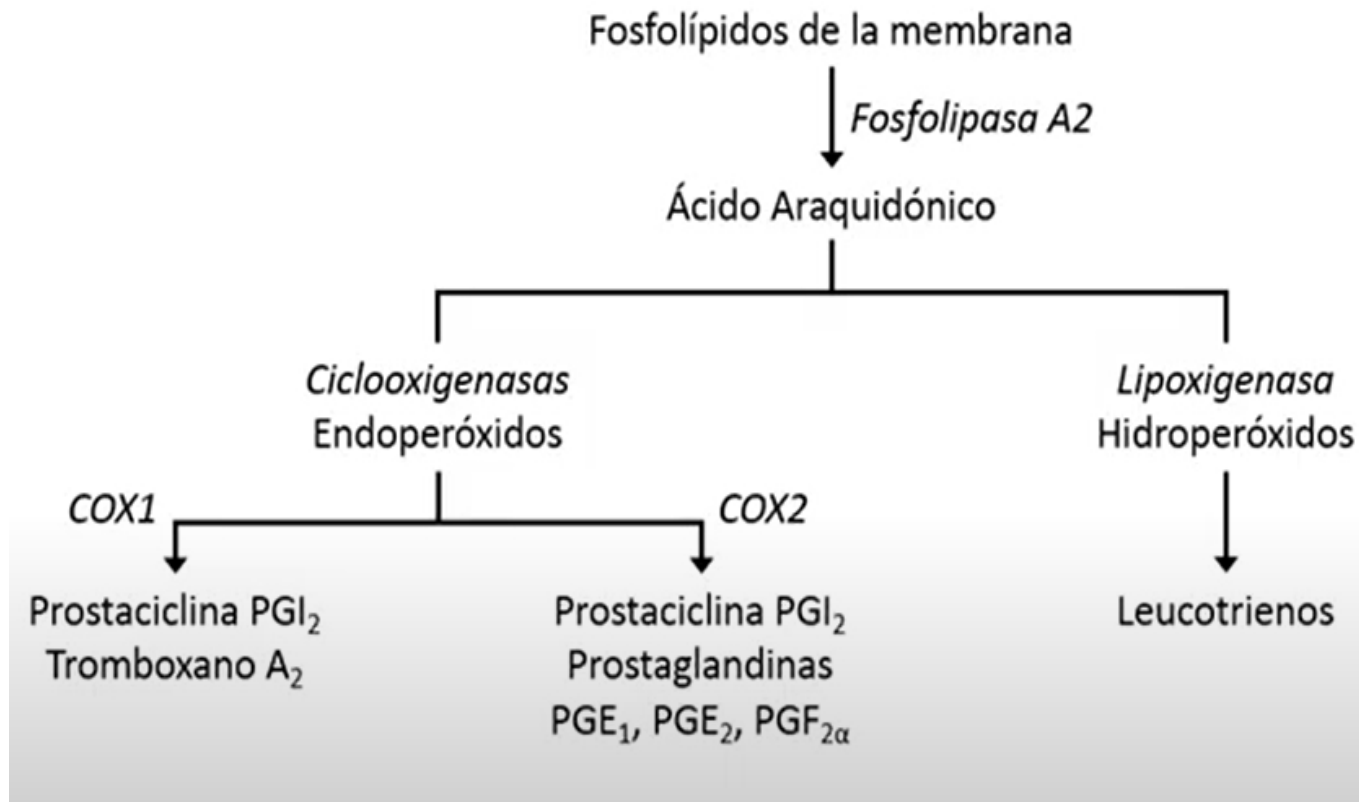 Fosfolípidos de la membrana
Fosfolipasa A2
Ácido Araquidónico
Ciclooxigenasas
Endoperóxidos
Lipoxigenasa
Hidroperóxidos
COX1
COX2
Prostaciclina PGI₂
Tromboxano A₂
Prostaciclina PGI₂
Prostaglandinas
PGE₁, PGE₂, PGF₂α
Leucotrienos